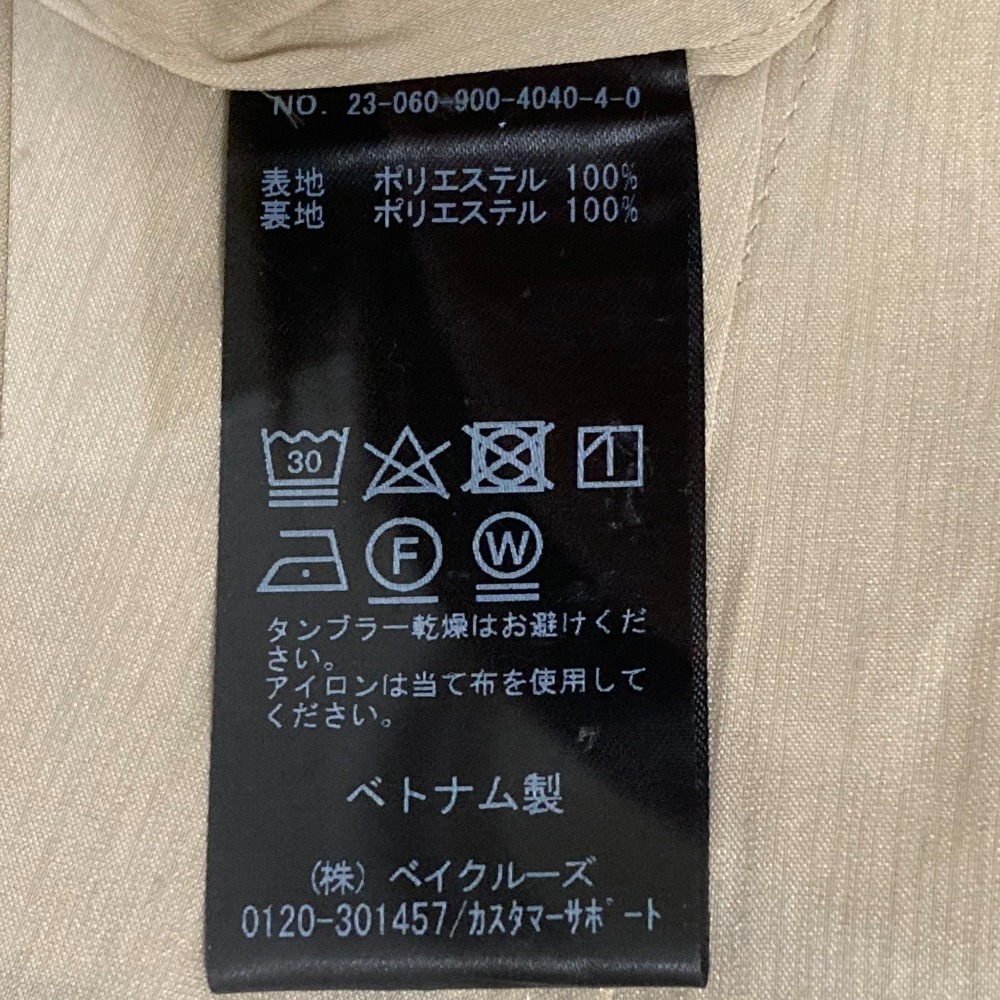 NO. 23-060-900-4040-4-0
表地 ポリエステル 100%
裏地 ポリエステル 100%
30
F
W
タンブラー乾燥はお避けくだ
さい。
アイロンは当て布を使用して
ください。
ベトナム製
(株) ベイクルーズ
0120-301457/カスタマーサポート